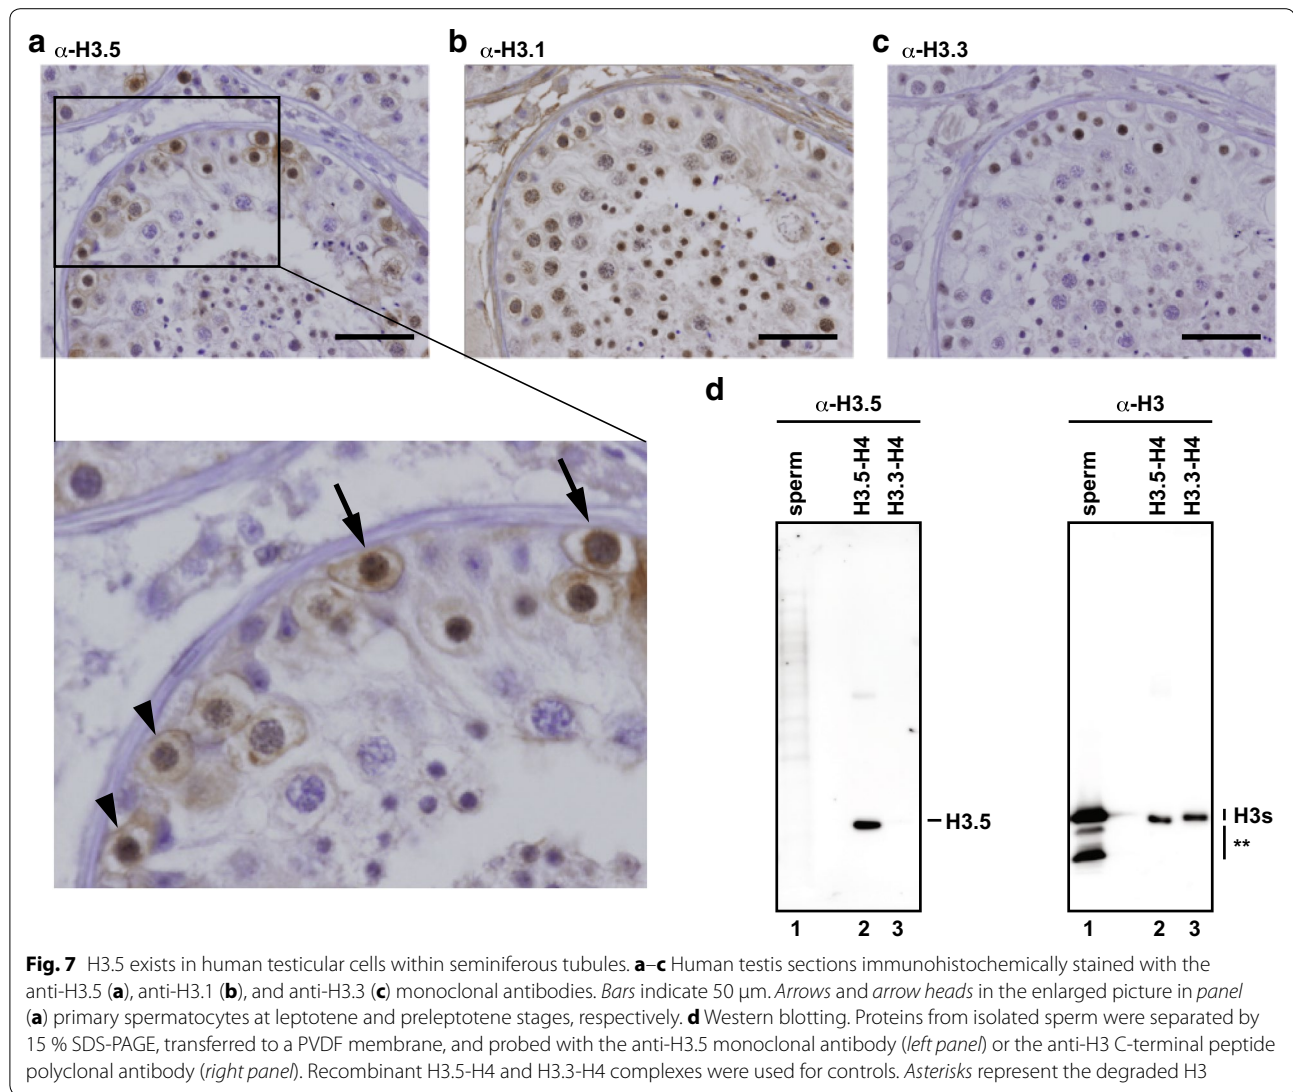 a α-H3.5
b α-H3.1
c α-H3.3
d
α-H3.5
sperm
H3.5-H4
H3.3-H4
H3.5
1 2 3
α-H3
sperm
H3.5-H4
H3.3-H4
H3s
**
1 2 3
Fig. 7 H3.5 exists in human testicular cells within seminiferous tubules. a–c Human testis sections immunohistochemically stained with the
anti-H3.5 (a), anti-H3.1 (b), and anti-H3.3 (c) monoclonal antibodies. Bars indicate 50 μm. Arrows and arrow heads in the enlarged picture in panel
(a) primary spermatocytes at leptotene and preleptotene stages, respectively. d Western blotting. Proteins from isolated sperm were separated by
15 % SDS-PAGE, transferred to a PVDF membrane, and probed with the anti-H3.5 monoclonal antibody (left panel) or the anti-H3 C-terminal peptide
polyclonal antibody (right panel). Recombinant H3.5-H4 and H3.3-H4 complexes were used for controls. Asterisks represent the degraded H3